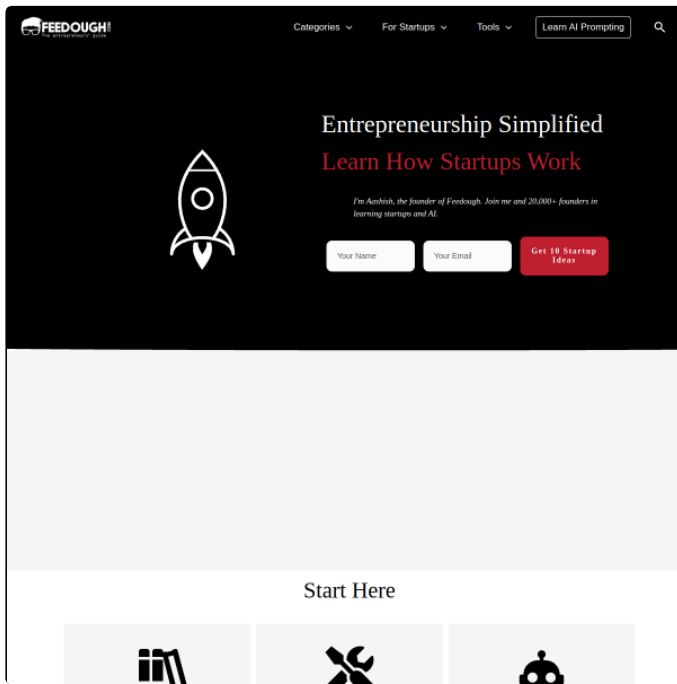 FEEDOUGH.COM
The entrepreneurs' guide
Categories
For Startups
Tools
Learn AI Prompting
Entrepreneurship Simplified
Learn How Startups Work
I'm Aashish, the founder of Feedough. Join me and 20,000+ founders in
learning startups and AI.
Your Name
Your Email
Get 10 Startup
Ideas
Start Here